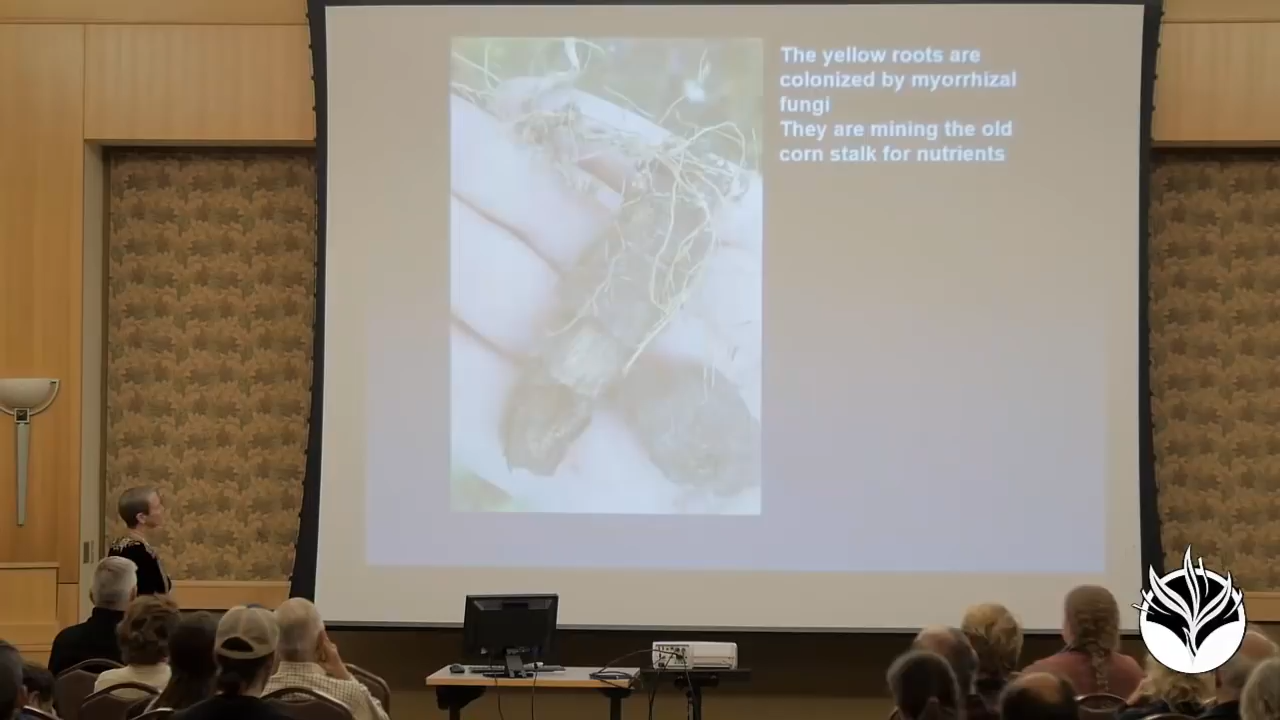 The yellow roots are
colonized by myorrhizal
fungi
They are mining the old
corn stalk for nutrients